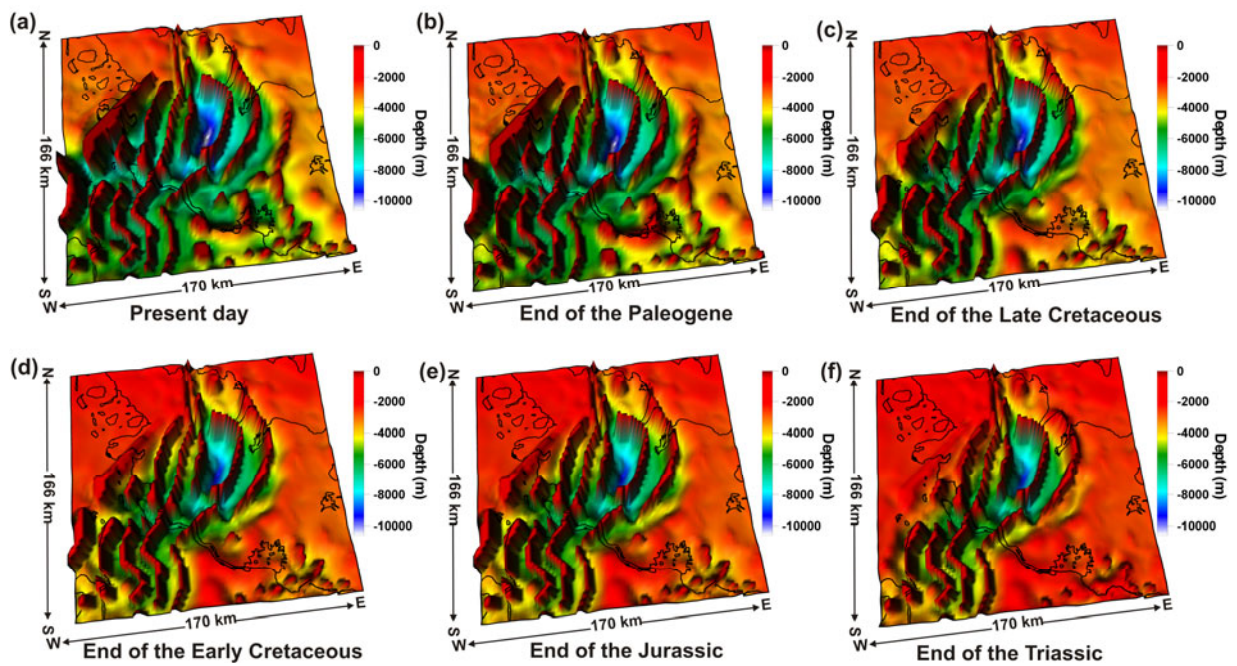 (a)
N
166 km
S
W
170 km
E
0
-2000
-4000
-6000
-8000
-10000
Depth (m)
Present day
(b)
N
166 km
S
W
170 km
E
0
-2000
-4000
-6000
-8000
-10000
Depth (m)
End of the Paleogene
(c)
N
166 km
S
W
170 km
E
0
-2000
-4000
-6000
-8000
-10000
Depth (m)
End of the Late Cretaceous
(d)
N
166 km
S
W
170 km
E
0
-2000
-4000
-6000
-8000
-10000
Depth (m)
End of the Early Cretaceous
(e)
N
166 km
S
W
170 km
E
0
-2000
-4000
-6000
-8000
-10000
Depth (m)
End of the Jurassic
(f)
N
166 km
S
W
170 km
E
0
-2000
-4000
-6000
-8000
-10000
Depth (m)
End of the Triassic